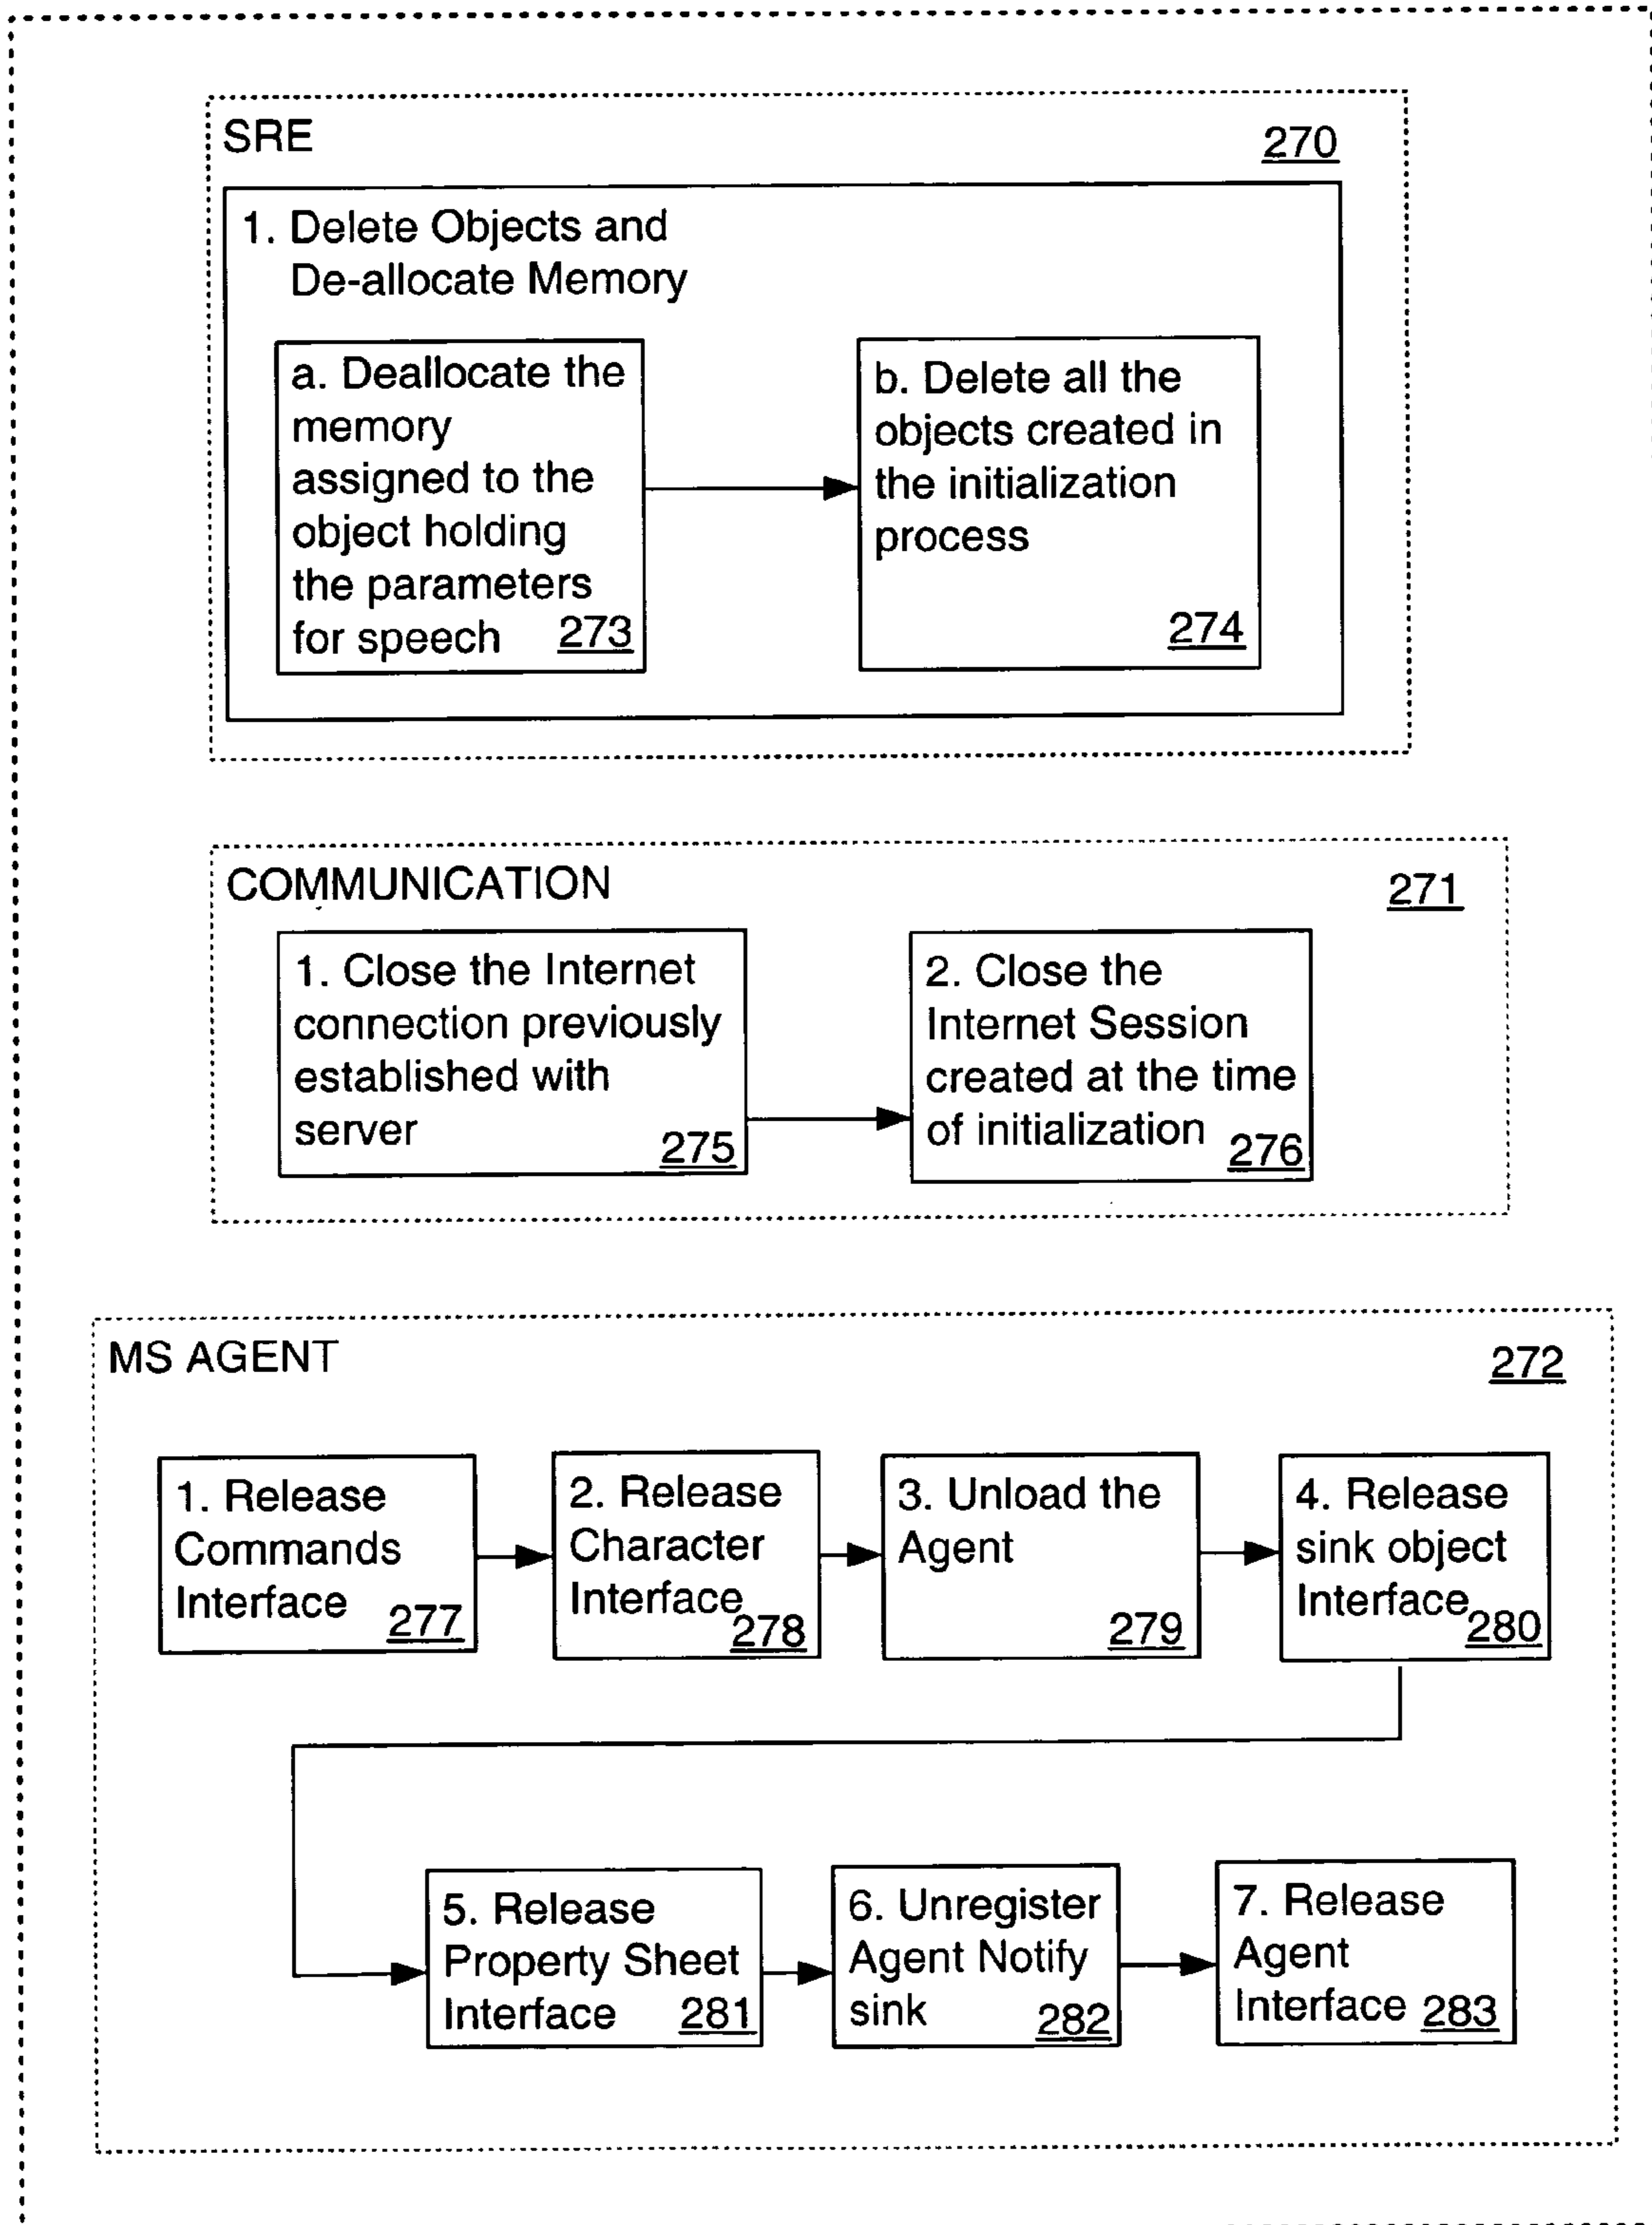 SRE
270
1. Delete Objects and
De-allocate Memory
a. Deallocate the
memory
assigned to the
object holding
the parameters
for speech 273
b. Delete all the
objects created in
the initialization
process
274
COMMUNICATION
271
1. Close the Internet
connection previously
established with
server 275
2. Close the
Internet Session
created at the time
of initialization 276
MS AGENT
272
1. Release
Commands
Interface 277
2. Release
Character
Interface 278
3. Unload the
Agent
279
4. Release
sink object
Interface 280
5. Release
Property Sheet
Interface 281
6. Unregister
Agent Notify
sink 282
7. Release
Agent
Interface 283